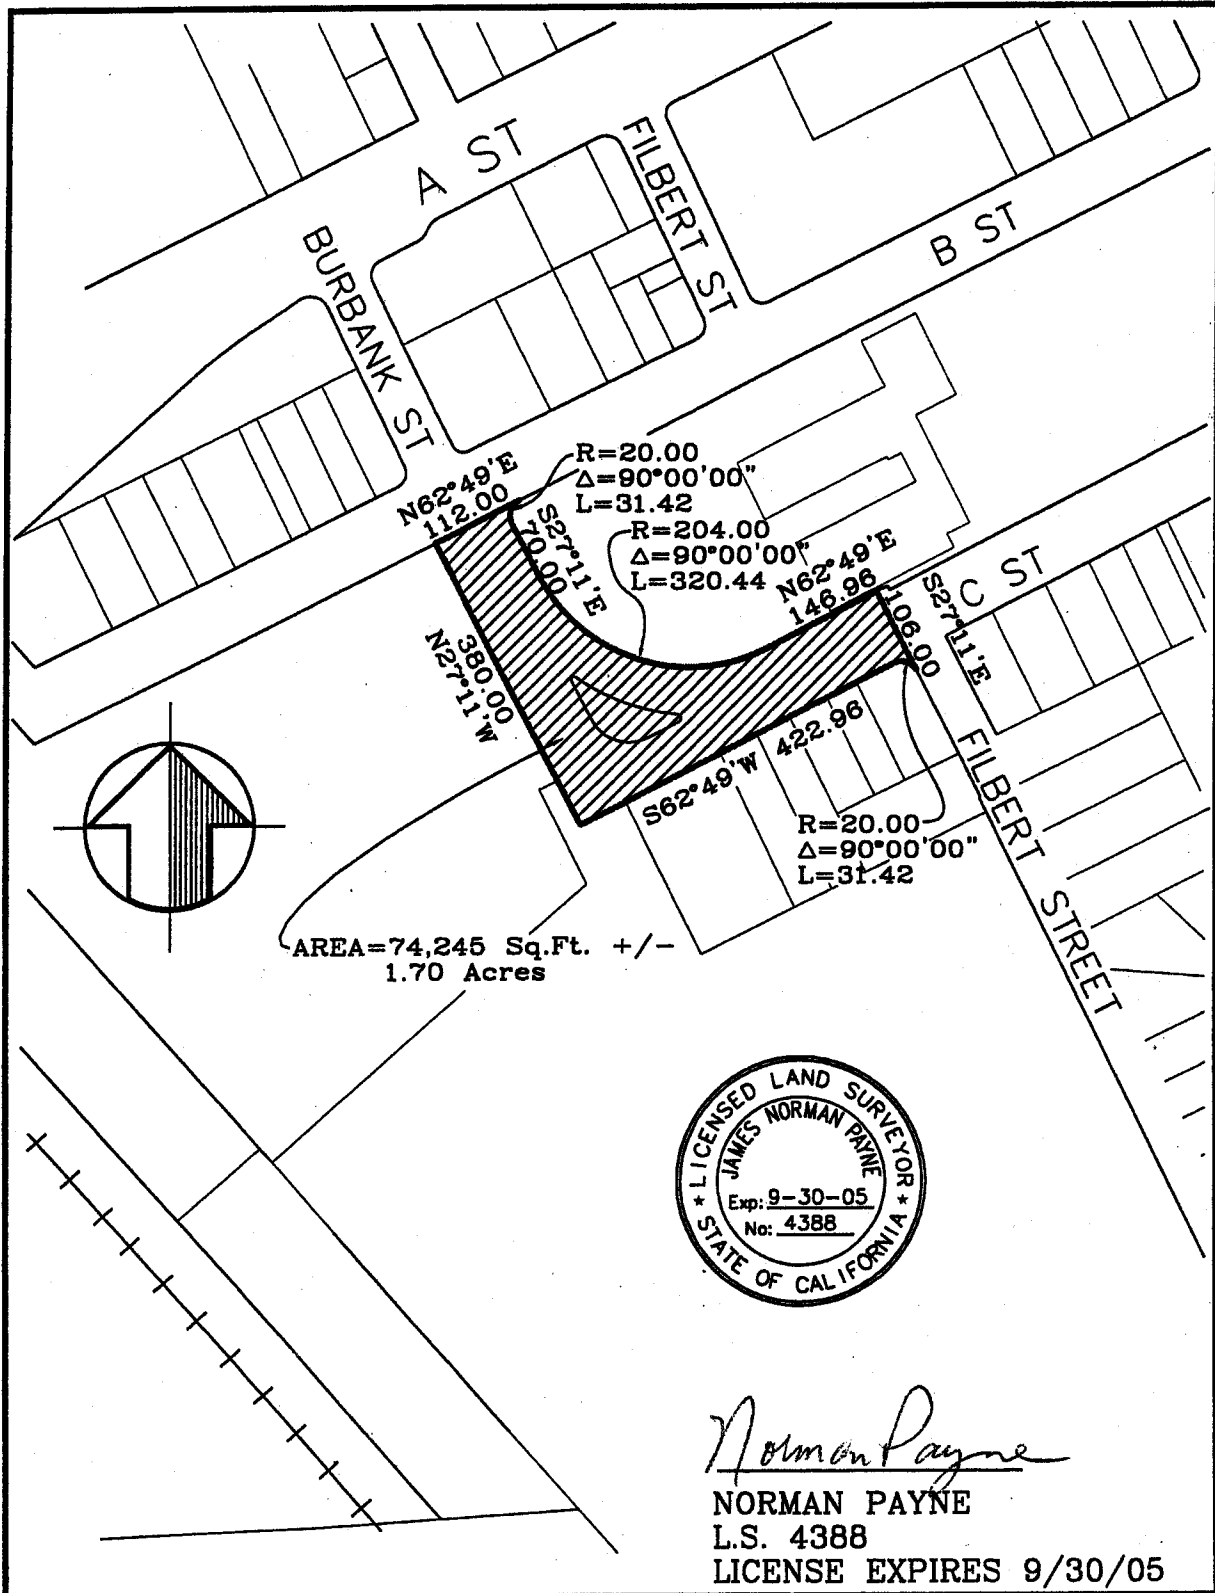 A ST
FILBERT ST
B ST
BURBANK ST
N62°49'E
112.00
R=20.00
Δ=90°00'00"
L=31.42
S27°11'E
70.00
R=204.00
Δ=90°00'00"
L=320.44
N62°49'E
146.96
C ST
S27°11'E
106.00
380.00
N27°11'W
S62°49'W 422.96
FILBERT STREET
R=20.00
Δ=90°00'00"
L=31.42
AREA=74,245 Sq.Ft. +/-
1.70 Acres
LICENSED LAND SURVEYOR
JAMES NORMAN PAYNE
Exp: 9-30-05
No: 4388
* STATE OF CALIFORNIA *
Norman Payne
NORMAN PAYNE
L.S. 4388
LICENSE EXPIRES 9/30/05